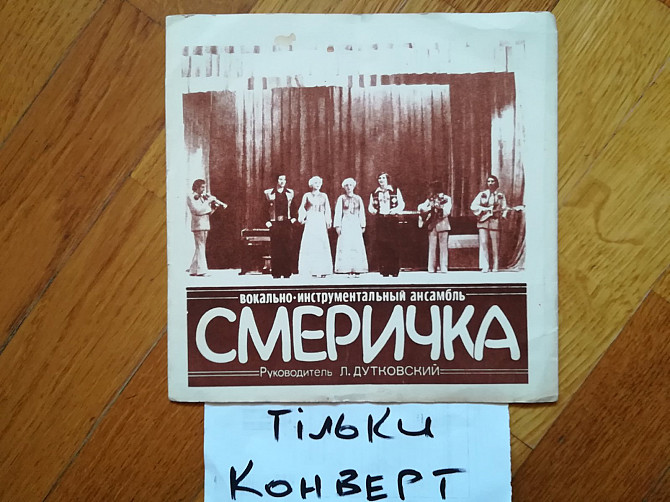 вокально-инструментальный ансамбль
СМЕРИЧКА
Руководитель Л. ДУТКОВСКИЙ
Тільки
КОНВЕРТ